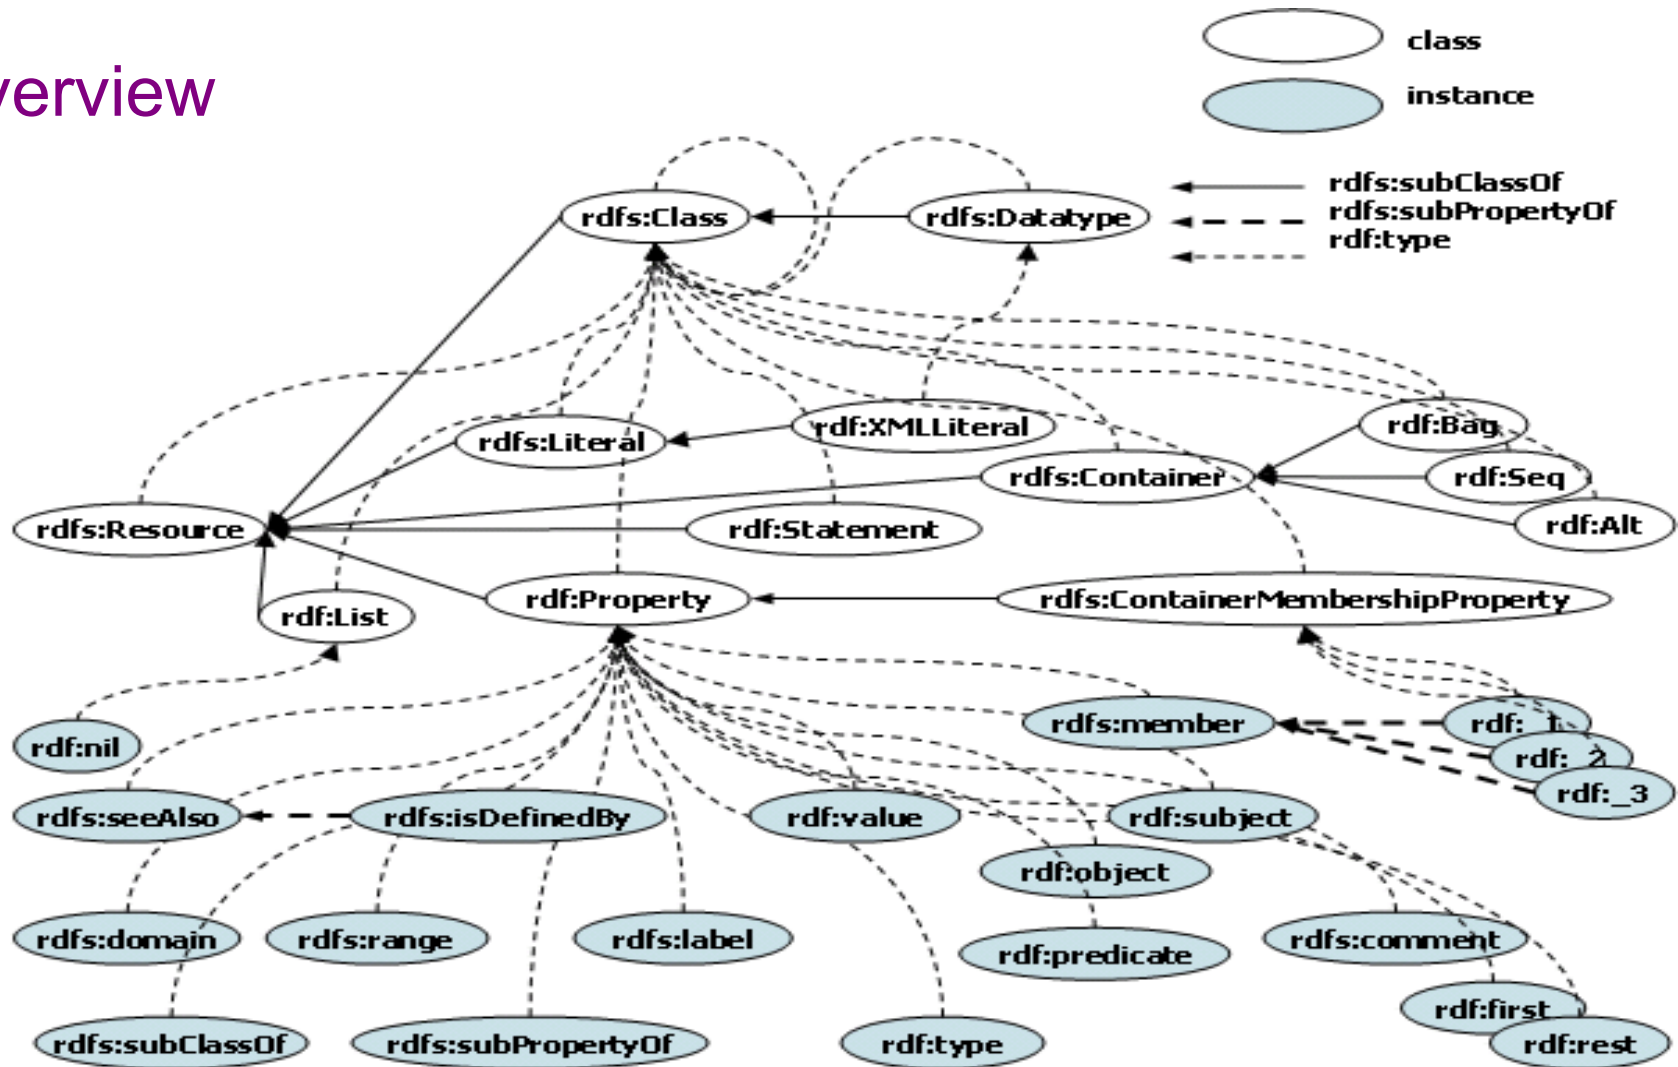 verview
class
instance
rdfs:subClassOf
rdfs:subPropertyOf
rdf:type
rdfs:Class
rdfs:Datatype
rdfs:Literal
rdf:XMLLiteral
rdf:Bag
rdfs:Container
rdf:Seq
rdfs:Resource
rdf:Statement
rdf:Alt
rdf:List
rdf:Property
rdfs:ContainerMembershipProperty
rdf:nil
rdfs:member
rdf:_1
rdf:_2
rdf:_3
rdfs:seeAlso
rdfs:isDefinedBy
rdf:value
rdf:subject
rdf:object
rdfs:domain
rdfs:range
rdfs:label
rdf:predicate
rdfs:comment
rdf:first
rdfs:subClassOf
rdfs:subPropertyOf
rdf:type
rdf:rest